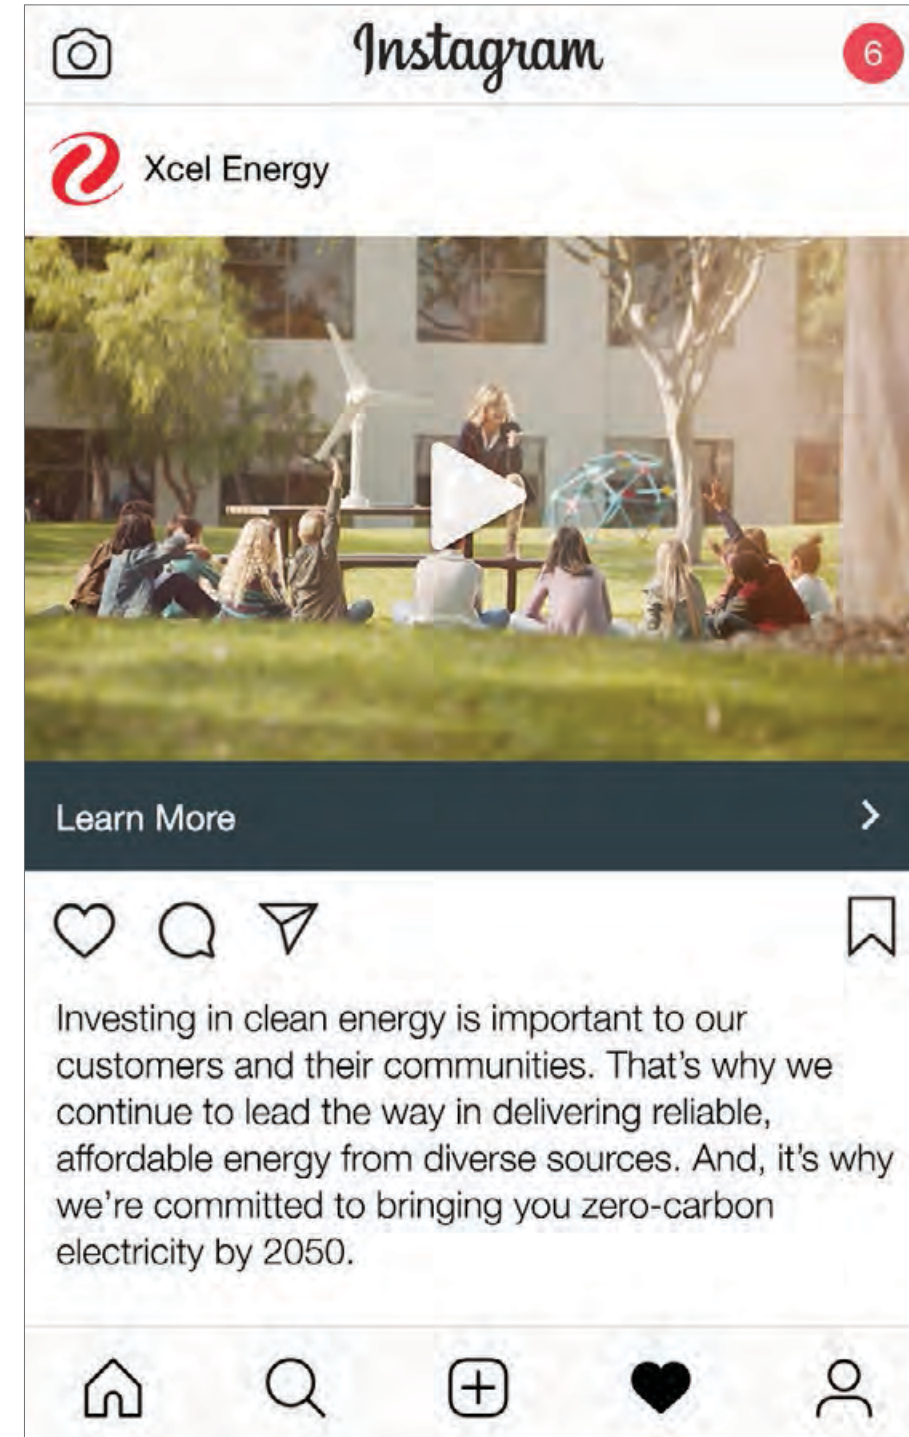 Instagram
6
Xcel Energy
Learn More
Investing in clean energy is important to our
customers and their communities. That's why we
continue to lead the way in delivering reliable,
affordable energy from diverse sources. And, it's why
we're committed to bringing you zero-carbon
electricity by 2050.